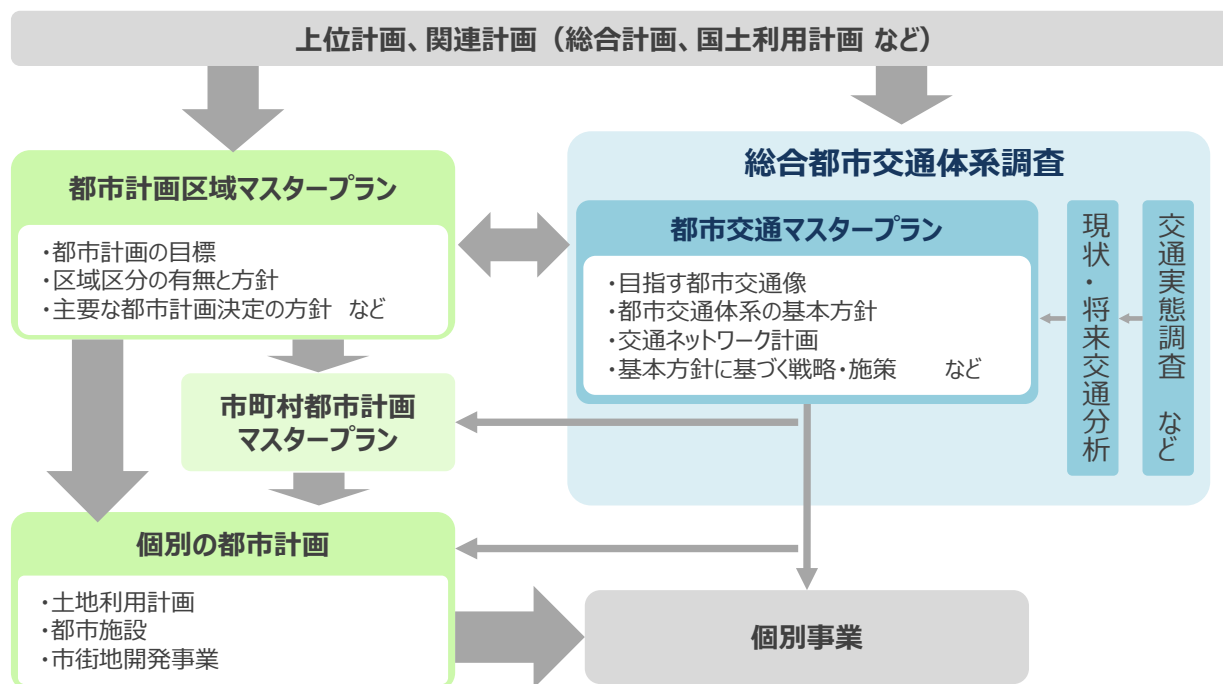 上位計画、関連計画（総合計画、国土利用計画 など）
都市計画区域マスタープラン
・都市計画の目標
・区域区分の有無と方針
・主要な都市計画決定の方針　など
市町村都市計画
マスタープラン
個別の都市計画
・土地利用計画
・都市施設
・市街地開発事業
総合都市交通体系調査
都市交通マスタープラン
・目指す都市交通像
・都市交通体系の基本方針
・交通ネットワーク計画
・基本方針に基づく戦略・施策　　など
現状・将来交通分析
交通実態調査　など
個別事業